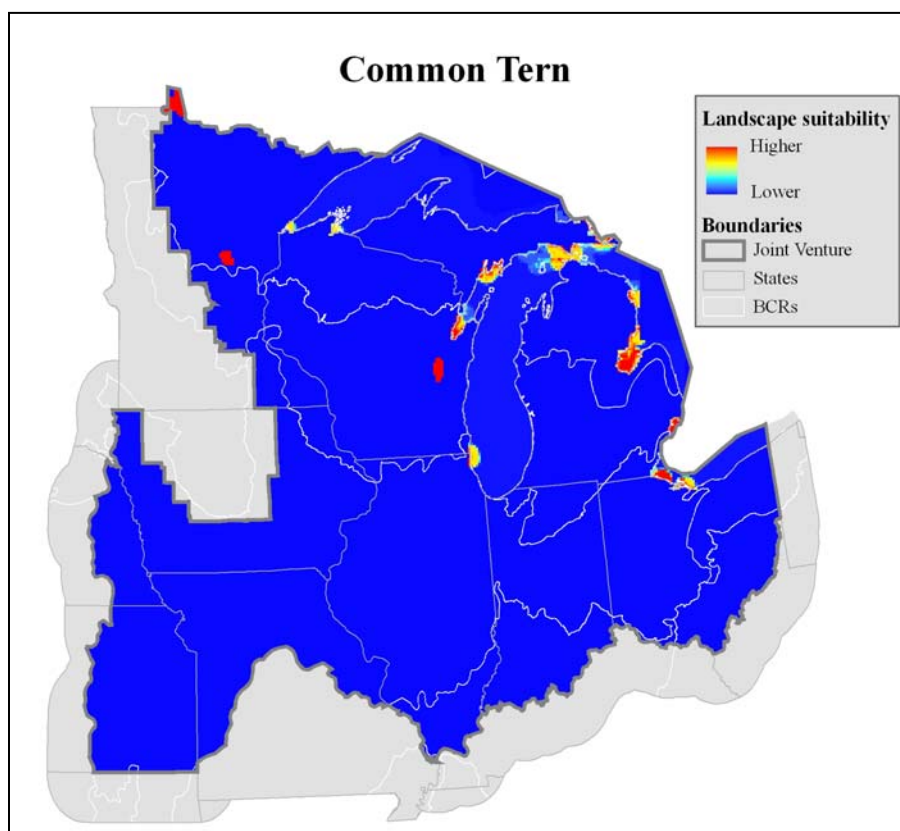 Common Tern
Landscape suitability
Higher
Lower
Boundaries
Joint Venture
States
BCRs